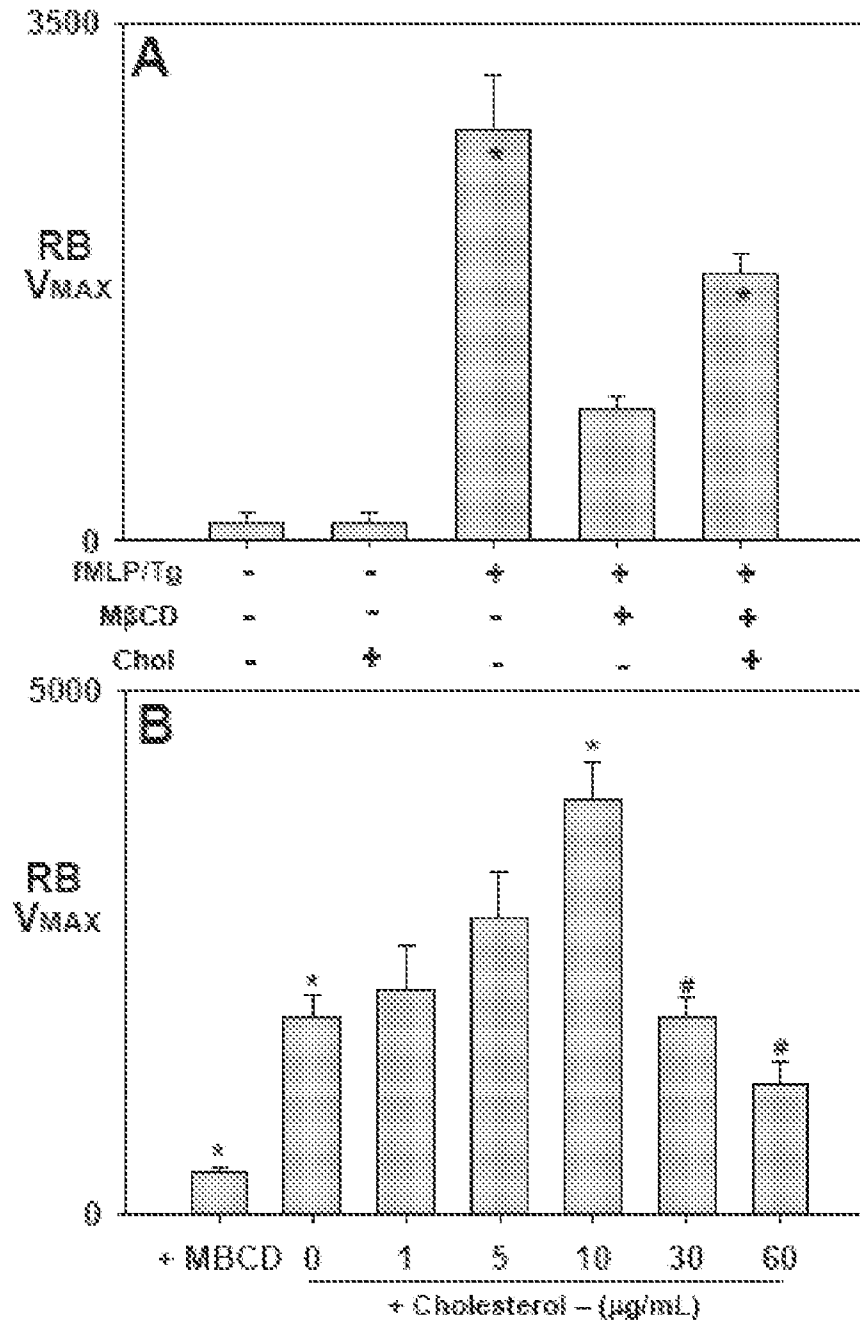 3500
A
*
*
RB
VMAX
0
fMLP/Tg - - + + +
MβCD - - - + +
Chol - + - - +
5000
B
*
*
*
#
#
RB
VMAX
0
+ MBCD 0 1 5 10 30 60
+ Cholesterol – (µg/mL)